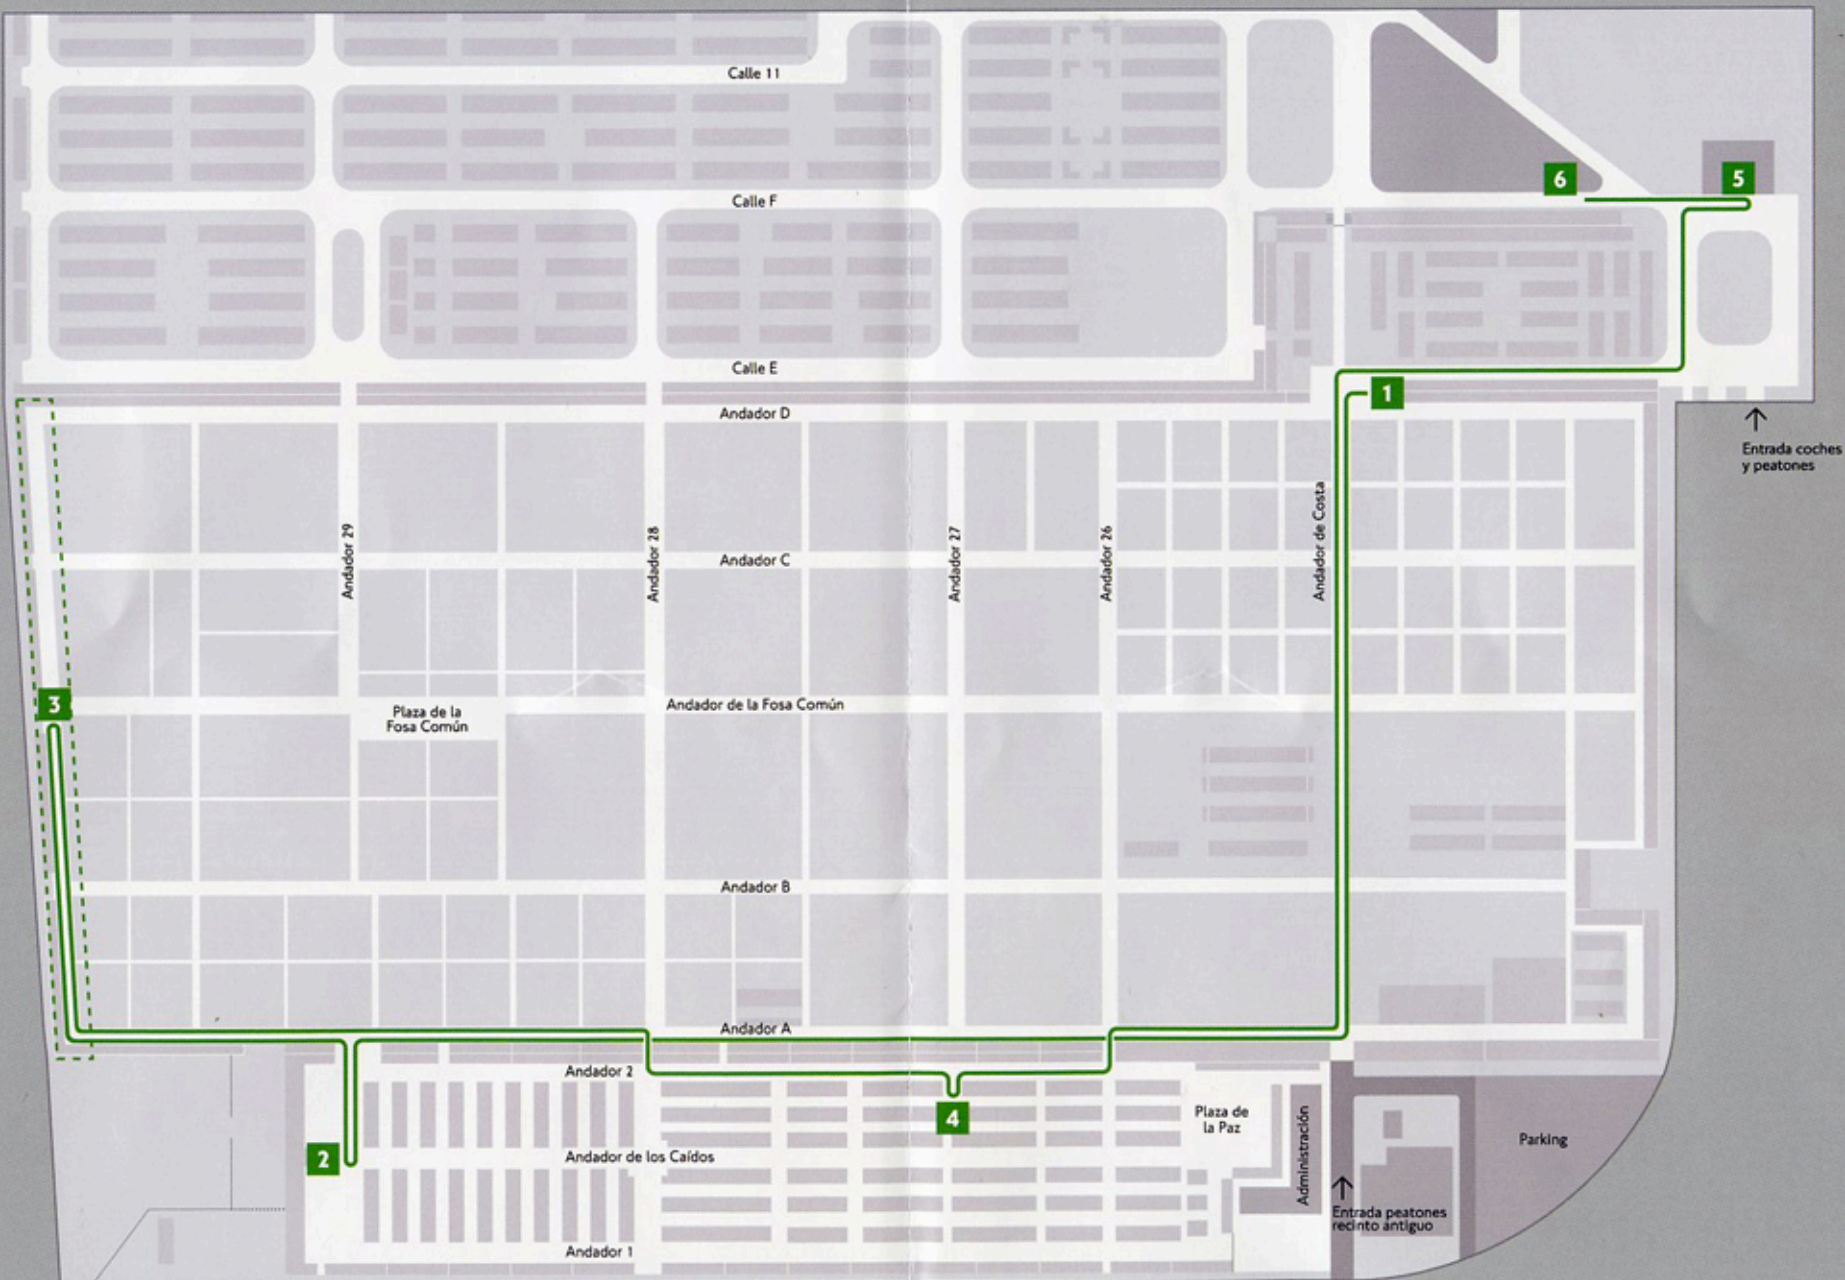 Calle 11
Calle F
6
5
Calle E
1
Andador D
Entrada coches
y peatones
Andador 29
Andador 28
Andador 27
Andador 26
Andador de Costa
Andador C
3
Plaza de la
Fosa Común
Andador de la Fosa Común
Andador B
Andador A
Andador 2
4
Plaza de
la Paz
Administración
Parking
2
Andador de los Caídos
Entrada peatones
recinto antiguo
Andador 1